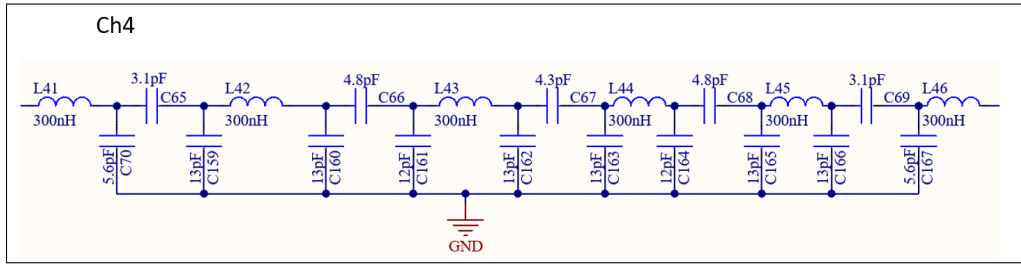 Ch4
L41
300nH
3.1pF
C65
L42
300nH
4.8pF
C66
L43
300nH
4.3pF
C67
L44
300nH
4.8pF
C68
L45
300nH
3.1pF
C69
L46
300nH
5.6pF
C70
13pF
C159
13pF
C160
12pF
C161
13pF
C162
13pF
C163
12pF
C164
13pF
C165
13pF
C166
5.6pF
C167
GND